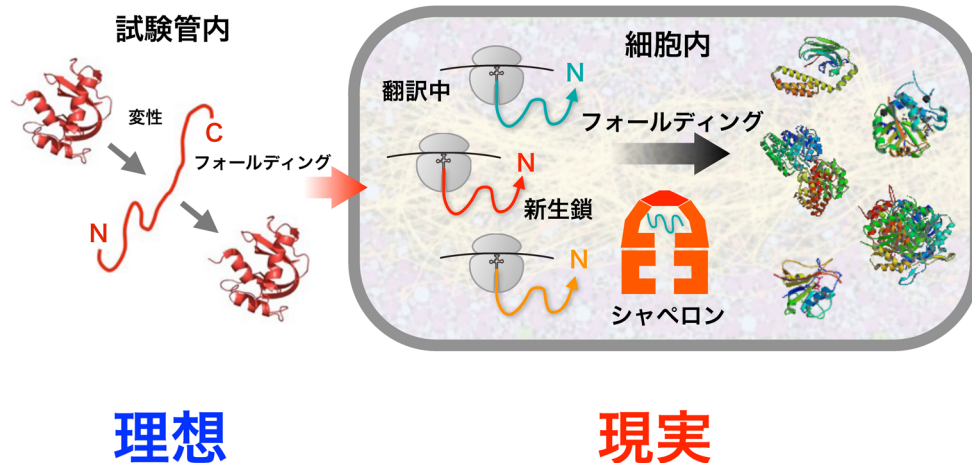 試験管内
変性
C
フォールディング
N
細胞内
翻訳中
N
フォールディング
N
新生鎖
N
シャペロン
理想
現実